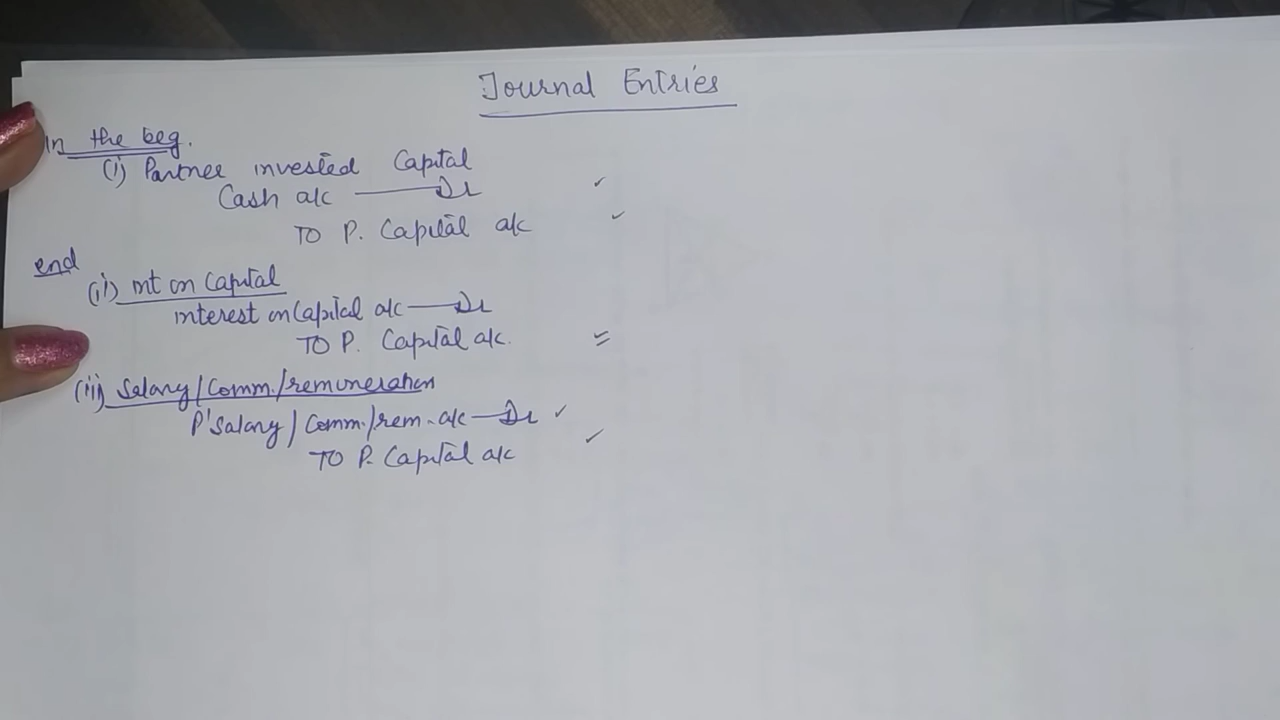 Journal Entries
In the beg.
(i) Partner invested Capital
Cash a/c —— Dr
To P. Capital a/c
end
(ii) int on Capital
interest on Capital a/c —— Dr
To P. Capital a/c.
(iii) Salary/Comm./remuneration
P' Salary/Comm./rem. a/c —— Dr
To P. Capital a/c